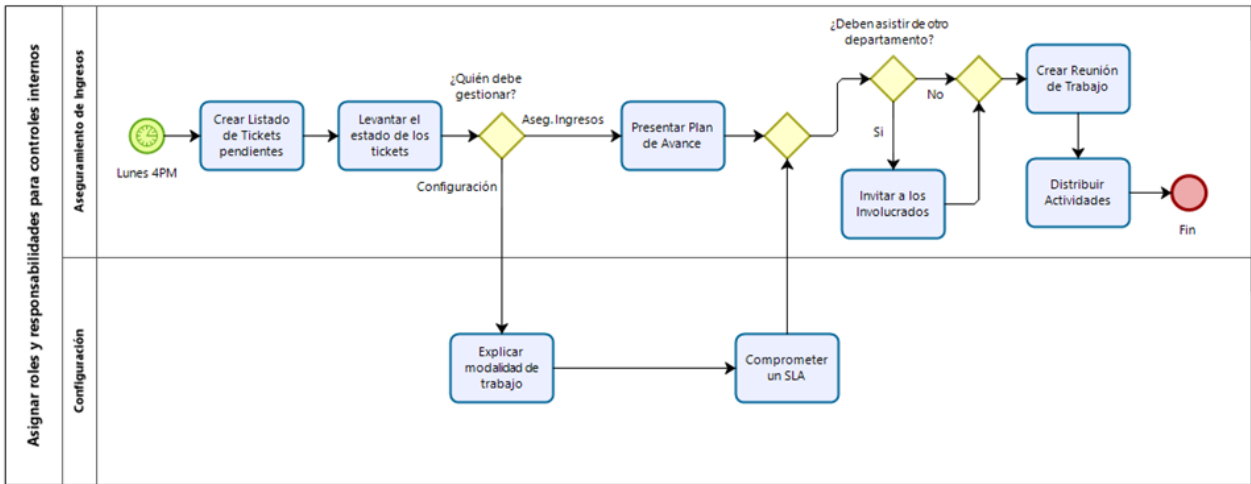 Asignar roles y responsabilidades para controles internos
Aseguramiento de Ingresos
Lunes 4PM
Crear Listado
de Tickets
pendientes
Levantar el
estado de los
tickets
¿Quién debe
gestionar?
Aseg. Ingresos
Configuración
Presentar Plan
de Avance
¿Deben asistir de otro
departamento?
No
Si
Invitar a los
Involucrados
Crear Reunión
de Trabajo
Distribuir
Actividades
Fin
Configuración
Explicar
modalidad de
trabajo
Comprometer
un SLA